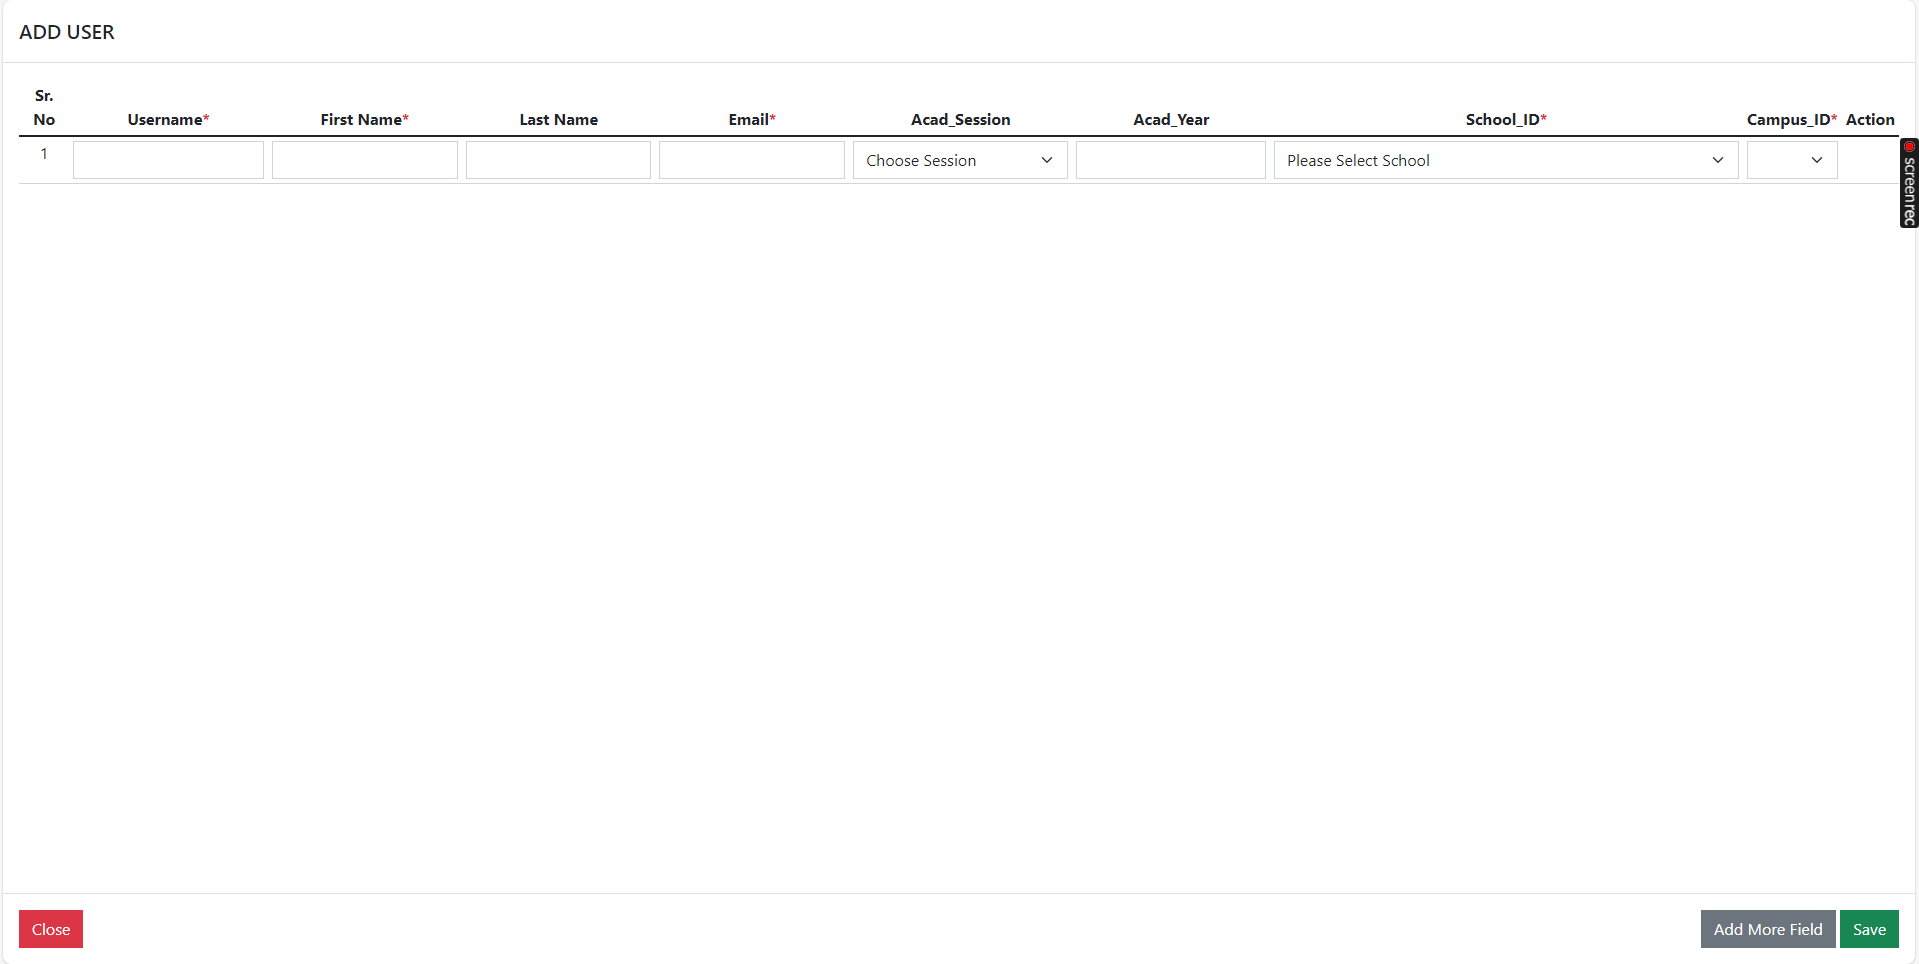 ADD USER
Sr.
No Username* First Name* Last Name Email* Acad_Session Acad_Year School_ID* Campus_ID* Action
1 Choose Session Please Select School
screenrec
Close Add More Field Save